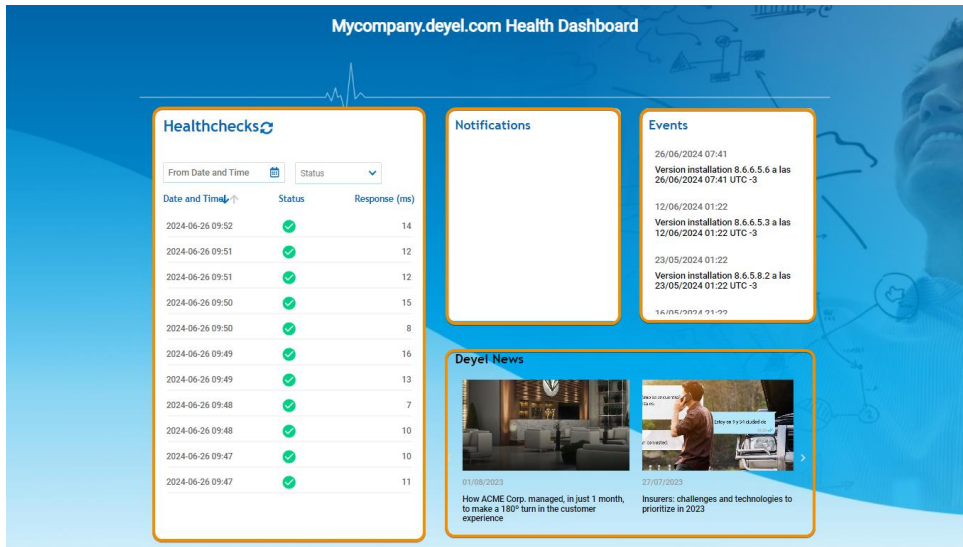 Mycompany.deyel.com Health Dashboard
Healthchecks
From Date and Time
Status
Date and Time
Status
Response (ms)
2024-06-26 09:52
14
2024-06-26 09:51
12
2024-06-26 09:51
12
2024-06-26 09:50
15
2024-06-26 09:50
8
2024-06-26 09:49
16
2024-06-26 09:49
13
2024-06-26 09:48
7
2024-06-26 09:48
10
2024-06-26 09:47
10
2024-06-26 09:47
11
Notifications
Events
26/06/2024 07:41
Version installation 8.6.6.5.6 a las
26/06/2024 07:41 UTC -3
12/06/2024 01:22
Version installation 8.6.6.5.3 a las
12/06/2024 01:22 UTC -3
23/05/2024 01:22
Version installation 8.6.5.8.2 a las
23/05/2024 01:22 UTC -3
16/05/2024 21:22
Deyel News
01/08/2023
How ACME Corp. managed, in just 1 month,
to make a 180º turn in the customer
experience
27/07/2023
Insurers: challenges and technologies to
prioritize in 2023